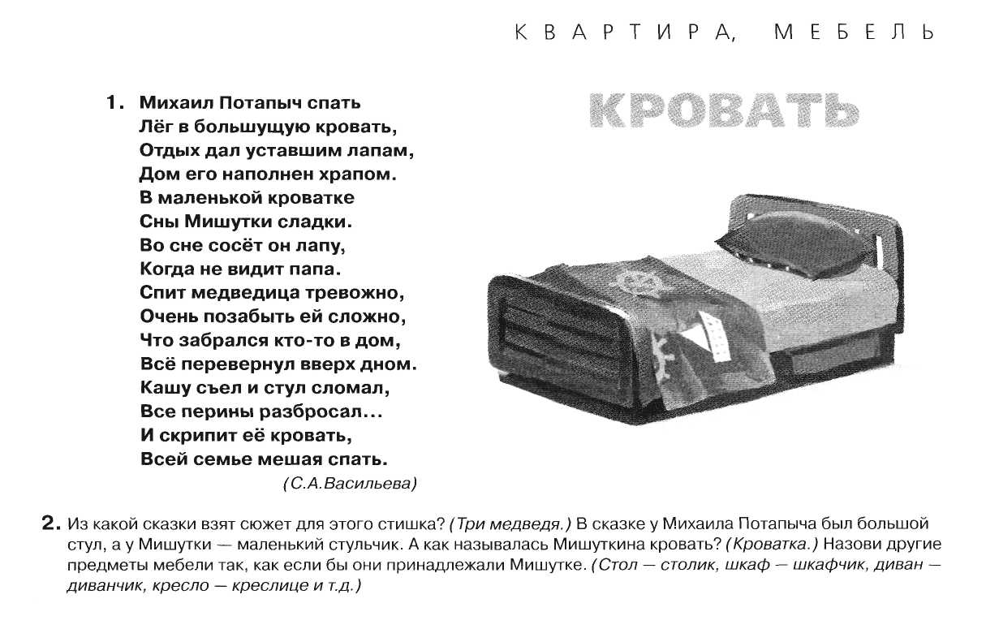 КВАРТИРА, МЕБЕЛЬ
КРОВАТЬ
1. Михаил Потапыч спать
Лёг в большущую кровать,
Отдых дал уставшим лапам,
Дом его наполнен храпом.
В маленькой кроватке
Сны Мишутки сладки.
Во сне сосёт он лапу,
Когда не видит папа.
Спит медведица тревожно,
Очень позабыть ей сложно,
Что забрался кто-то в дом,
Всё перевернул вверх дном.
Кашу съел и стул сломал,
Все перины разбросал...
И скрипит её кровать,
Всей семье мешая спать.
(С.А.Васильева)
2. Из какой сказки взят сюжет для этого стишка? (Три медведя.) В сказке у Михаила Потапыча был большой
стул, а у Мишутки — маленький стульчик. А как называлась Мишуткина кровать? (Кроватка.) Назови другие
предметы мебели так, как если бы они принадлежали Мишутке. (Стол — столик, шкаф — шкафчик, диван —
диванчик, кресло — креслице и т.д.)